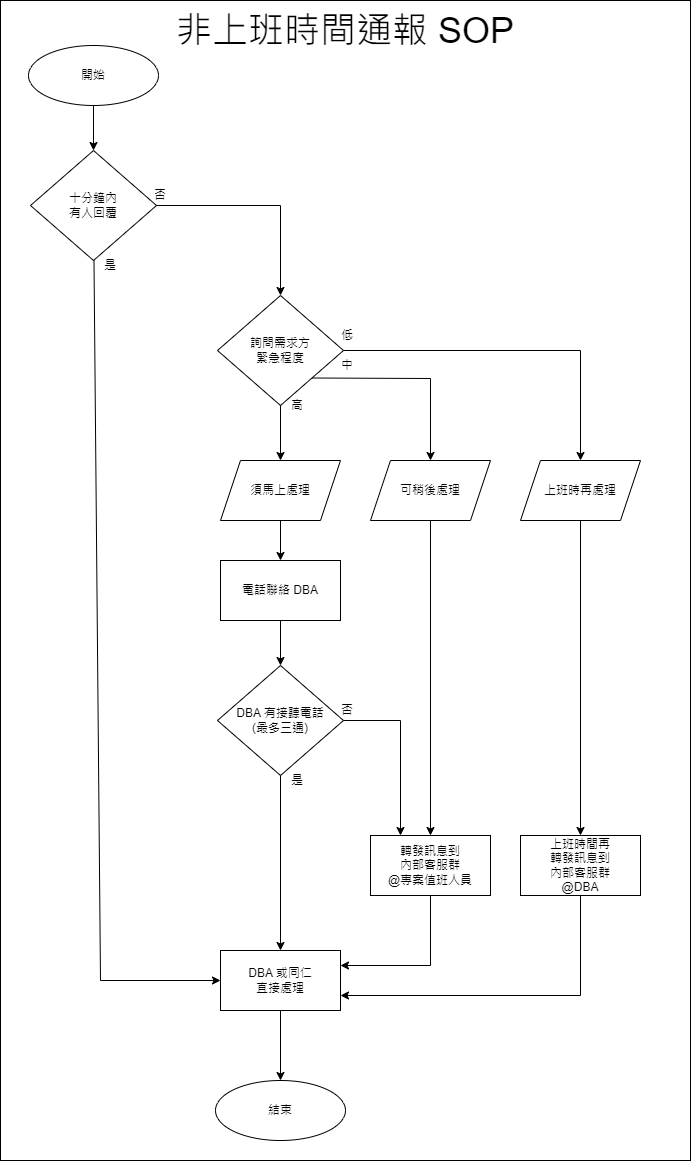 非上班時間通報 SOP
開始
十分鐘內
有人回覆
否
是
詢問需求方
緊急程度
低
中
高
須馬上處理
可稍後處理
上班時再處理
電話聯絡 DBA
DBA 有接聽電話
(最多三通)
否
是
轉發訊息到
內部客服群
@專案值班人員
上班時間再
轉發訊息到
內部客服群
@DBA
DBA 或同仁
直接處理
結束